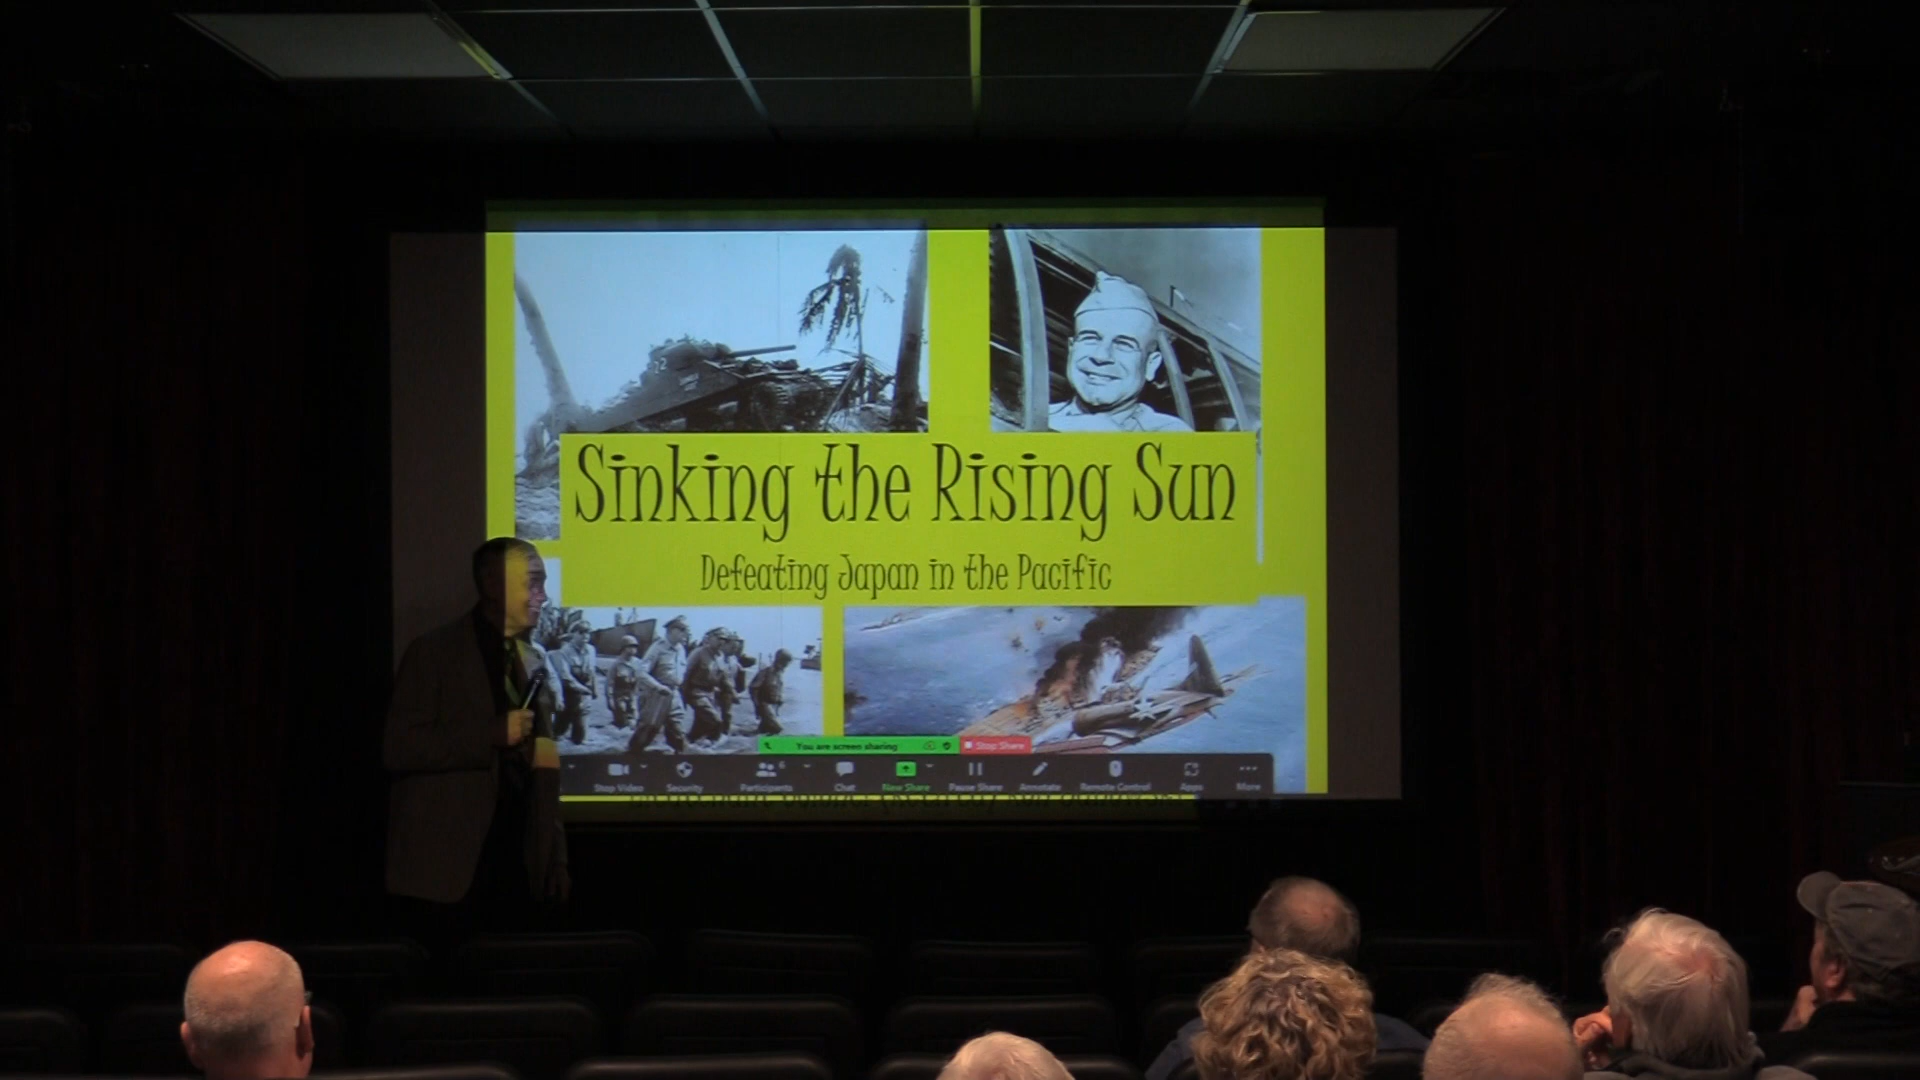 Sinking the Rising Sun
Defeating Japan in the Pacific
You are screen sharing
Stop Share
Stop Video
Security
Participants
6
Chat
New Share
Pause Share
Annotate
Remote Control
Apps
More